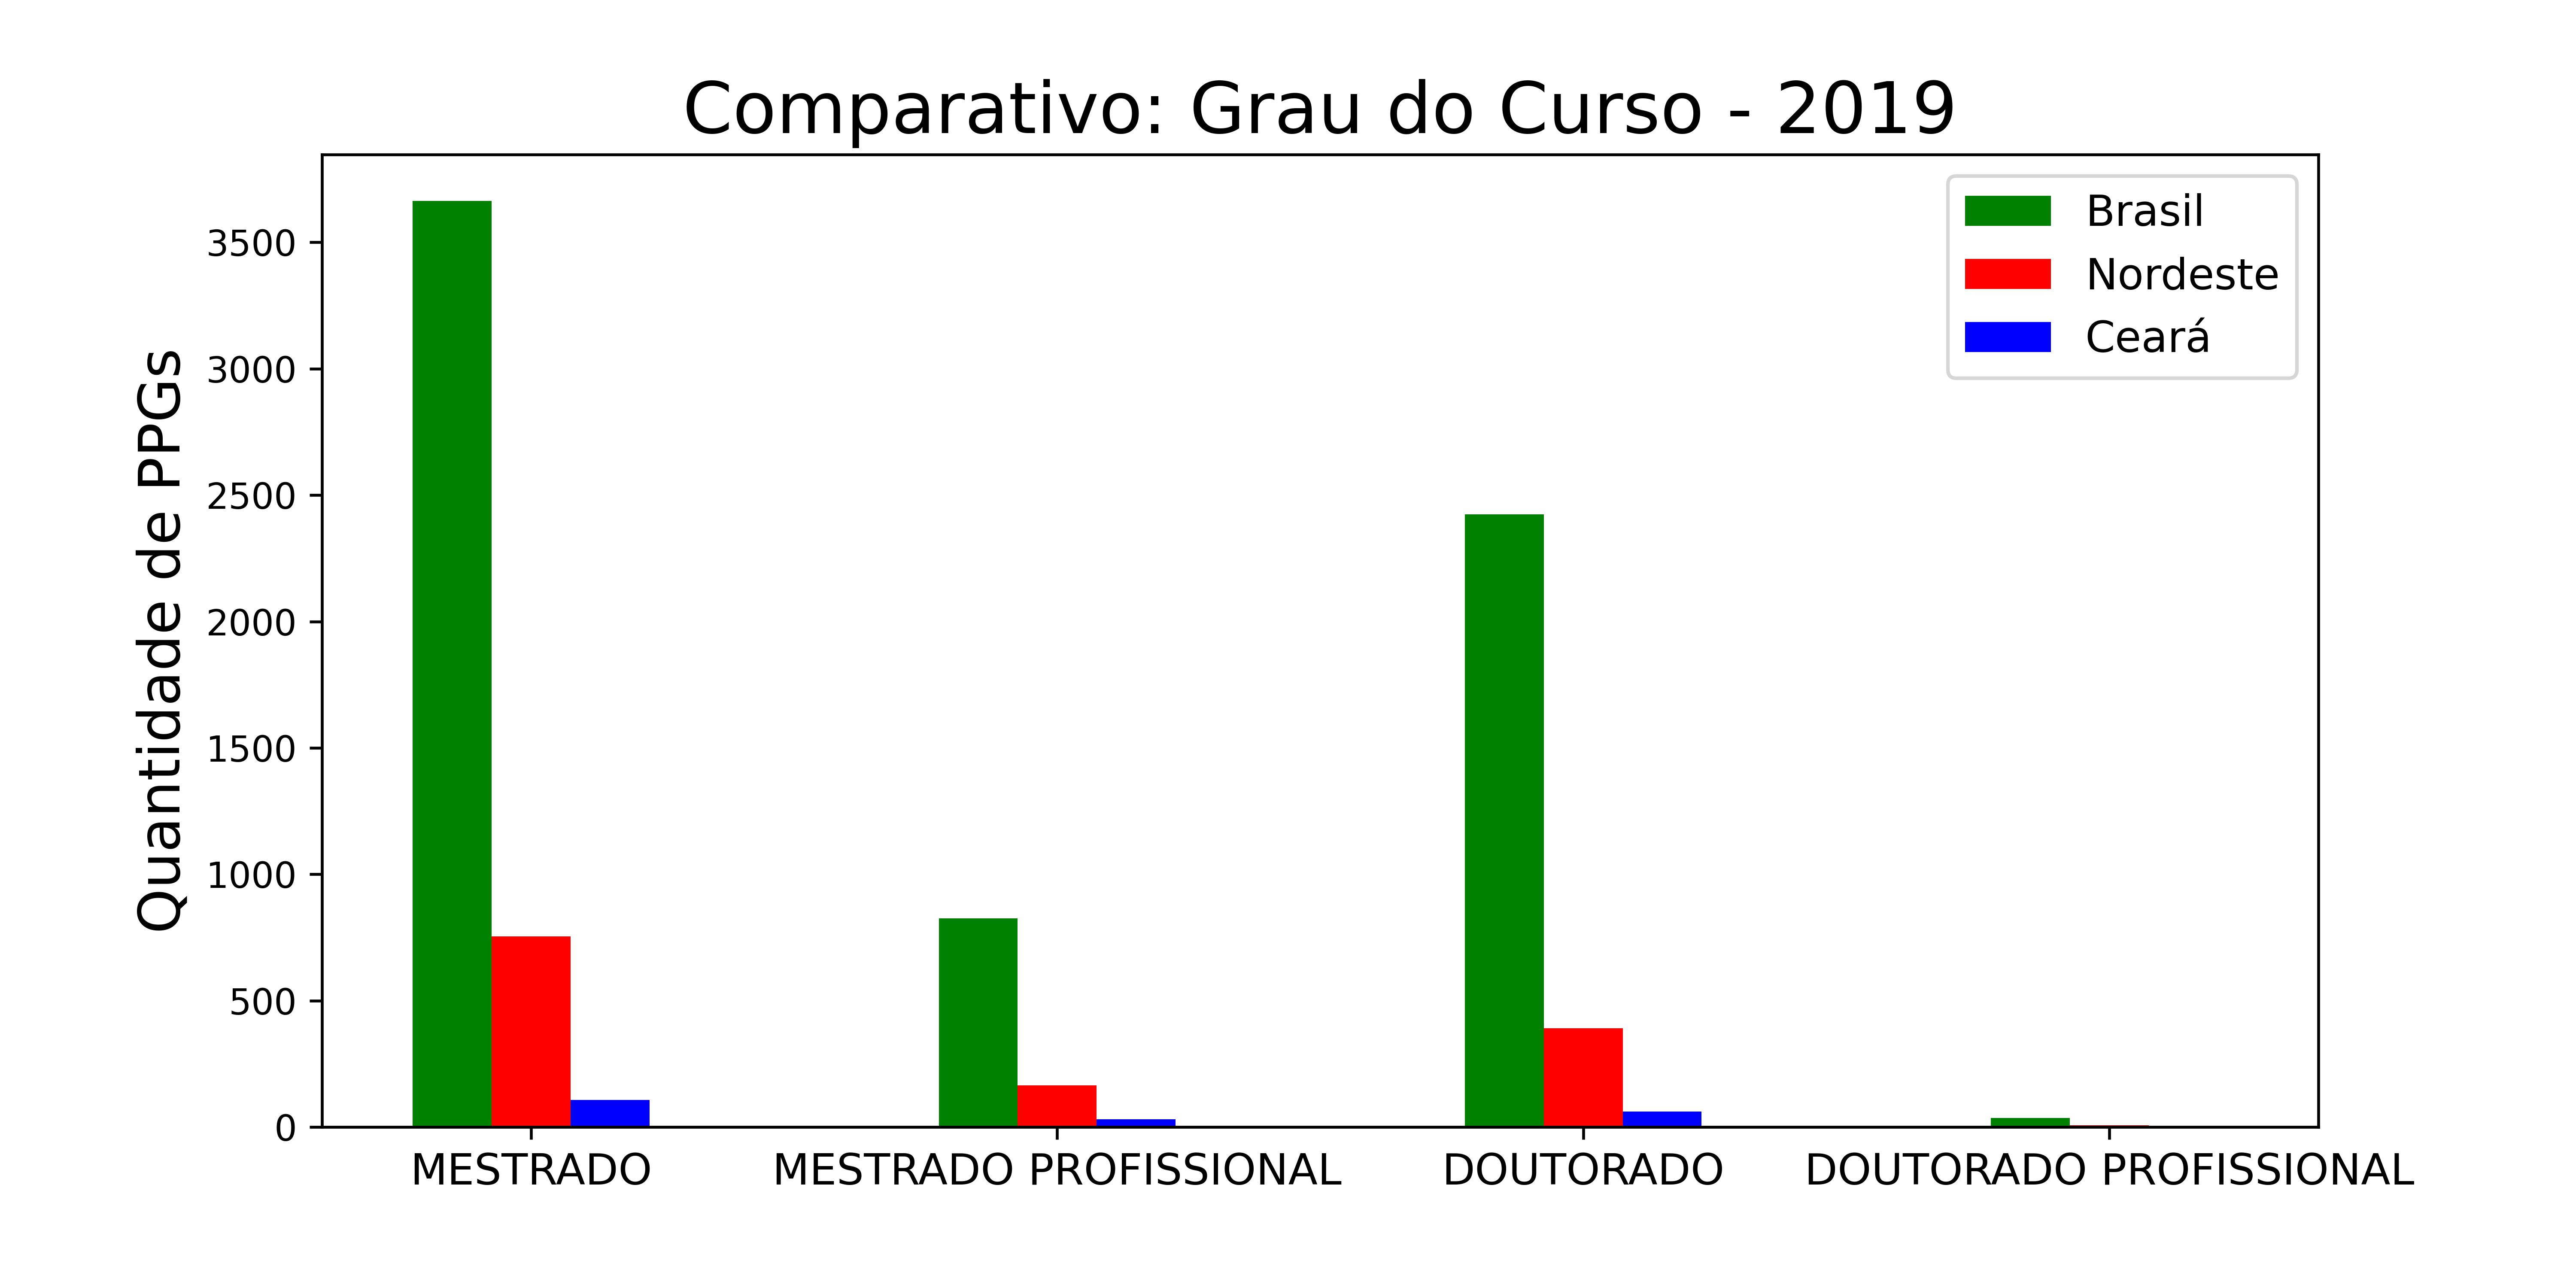 Comparativo: Grau do Curso - 2019
Quantidade de PPGs
3500
3000
2500
2000
1500
1000
500
0
Brasil
Nordeste
Ceará
MESTRADO
MESTRADO PROFISSIONAL
DOUTORADO
DOUTORADO PROFISSIONAL